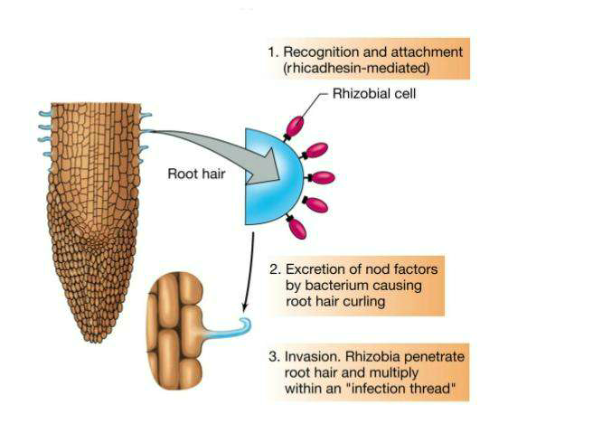 1. Recognition and attachment
(rhicadhesin-mediated)
Rhizobial cell
Root hair
2. Excretion of nod factors
by bacterium causing
root hair curling
3. Invasion. Rhizobia penetrate
root hair and multiply
within an "infection thread"